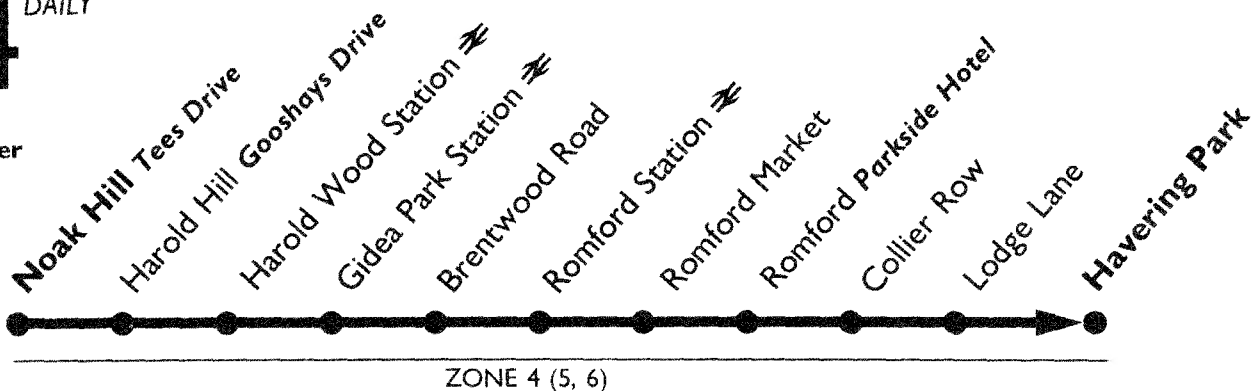 DAILY
4
er
Noak Hill Tees Drive
Harold Hill Gooshays Drive
Harold Wood Station
Gidea Park Station
Brentwood Road
Romford Station
Romford Market
Romford Parkside Hotel
Collier Row
Lodge Lane
Havering Park
ZONE 4 (5, 6)